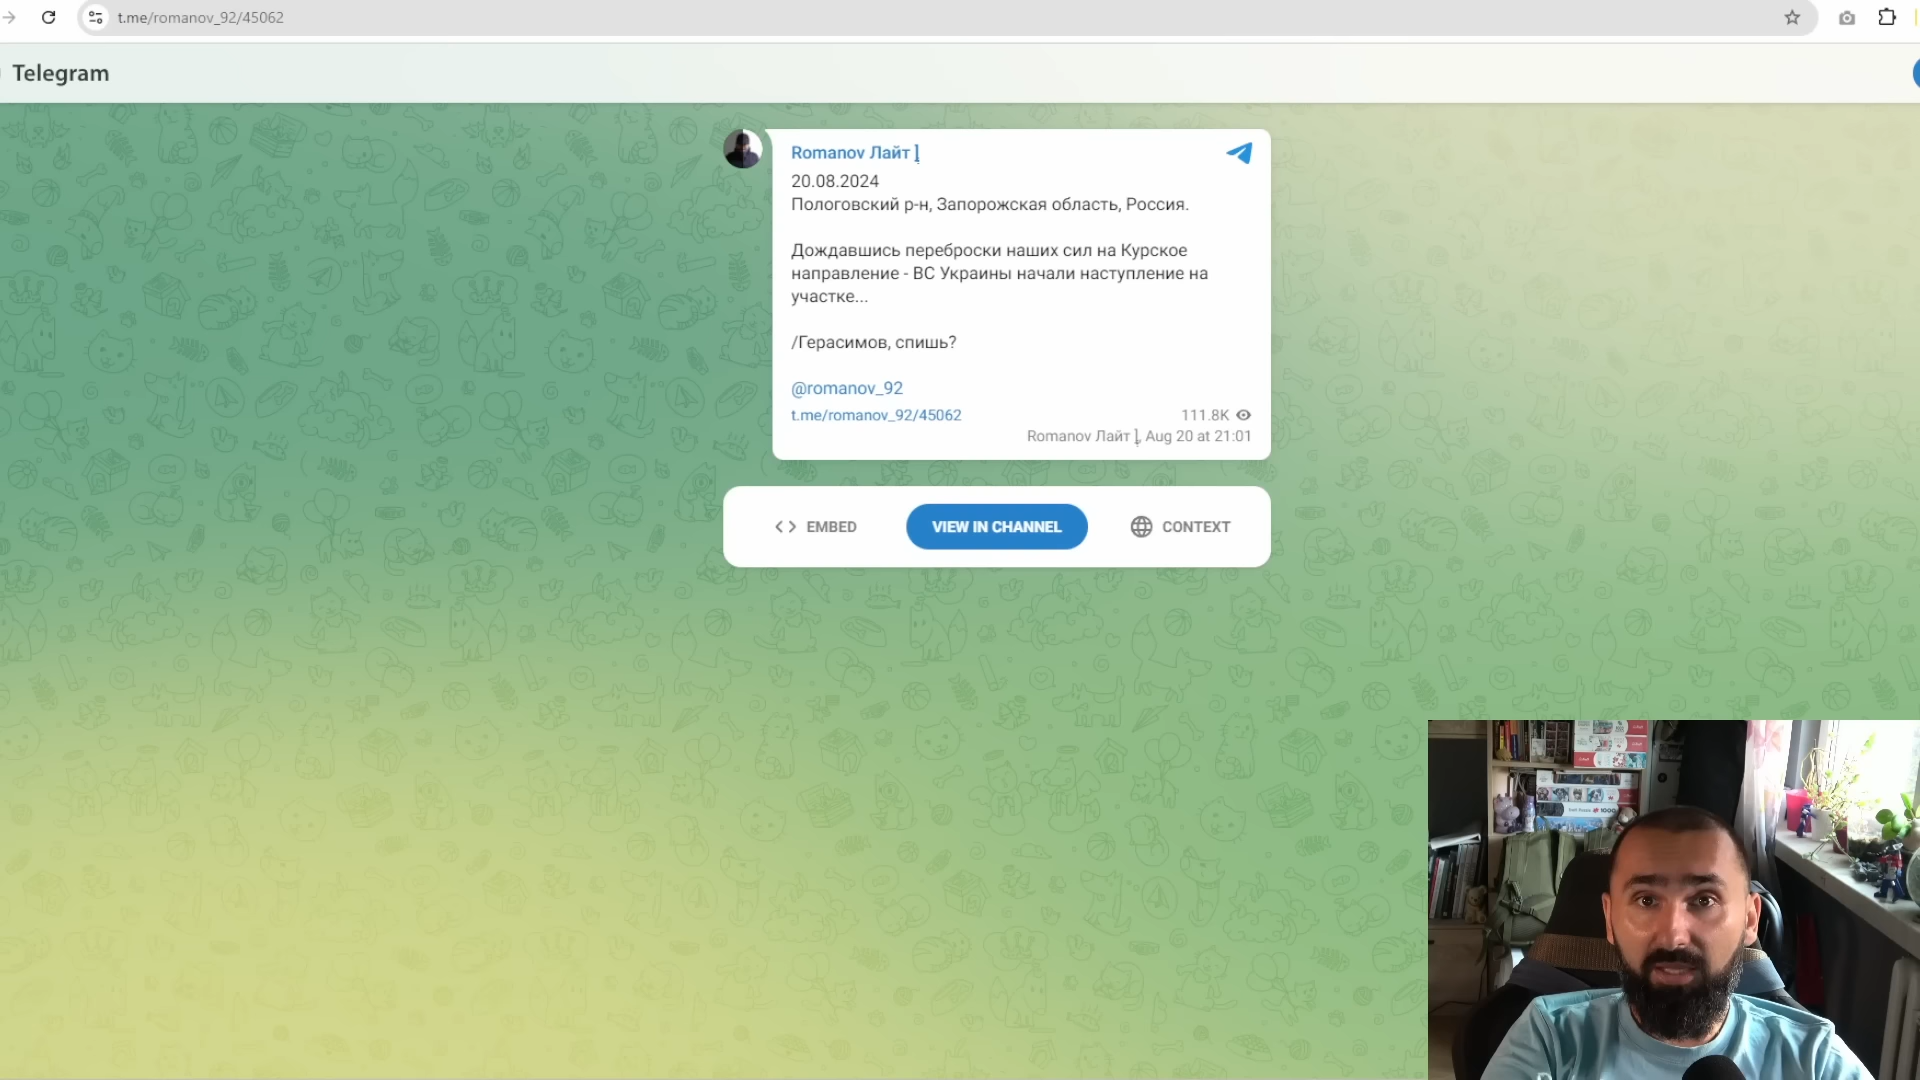 t.me/romanov_92/45062
Telegram
Romanov Лайт
20.08.2024
Пологовский р-н, Запорожская область, Россия.
Дождавшись переброски наших сил на Курское
направление - ВС Украины начали наступление на
участке...
/Герасимов, спишь?
@romanov_92
t.me/romanov_92/45062
111.8K
Romanov Лайт, Aug 20 at 21:01
EMBED
VIEW IN CHANNEL
CONTEXT